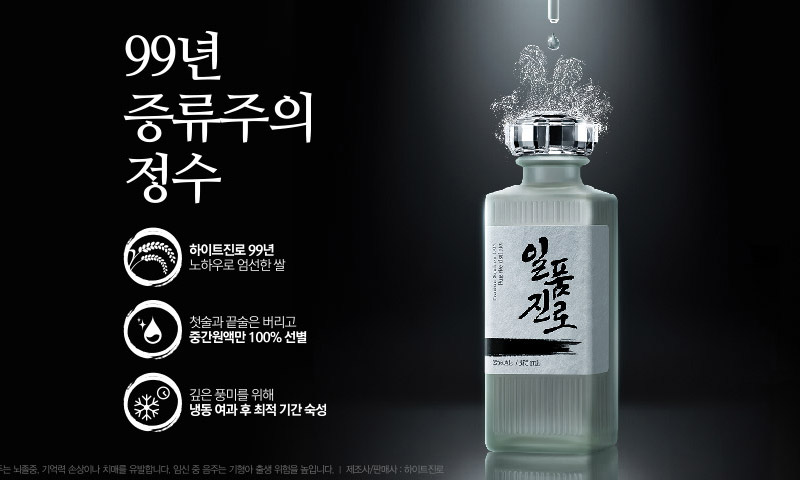 99년
증류주의
정수
하이트진로 99년
노하우로 엄선한 쌀
첫술과 끝술은 버리고
중간원액만 100% 선별
깊은 풍미를 위해
냉동 여과 후 최적 기간 숙성
일품
진로
주는 뇌졸중, 기억력 손상이나 치매를 유발합니다. 임신 중 음주는 기형아 출생 위험을 높입니다. | 제조사/판매사 : 하이트진로